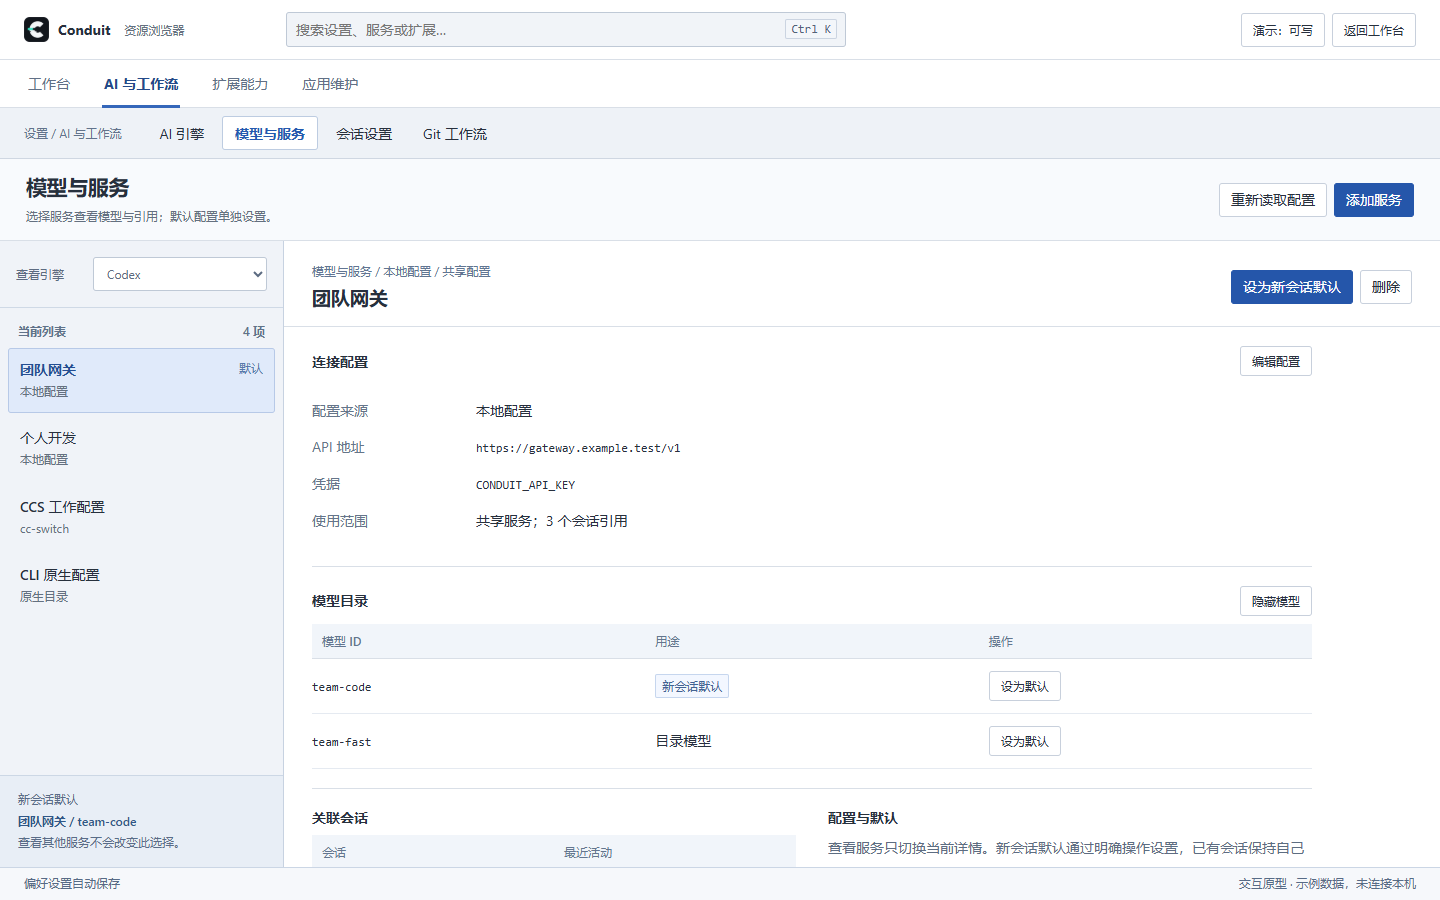 Conduit 资源浏览器
搜索设置、服务或扩展...
Ctrl K
演示：可写
返回工作台
工作台
AI 与工作流
扩展能力
应用维护
设置 / AI 与工作流
AI 引擎
模型与服务
会话设置
Git 工作流
模型与服务
选择服务查看模型与引用；默认配置单独设置。
重新读取配置
添加服务
查看引擎
Codex
当前列表
4 项
团队网关
默认
本地配置
个人开发
本地配置
CCS 工作配置
cc-switch
CLI 原生配置
原生目录
新会话默认
团队网关 / team-code
查看其他服务不会改变此选择。
模型与服务 / 本地配置 / 共享配置
团队网关
设为新会话默认
删除
连接配置
编辑配置
配置来源
本地配置
API 地址
https://gateway.example.test/v1
凭据
CONDUIT_API_KEY
使用范围
共享服务；3 个会话引用
模型目录
隐藏模型
模型 ID
用途
操作
team-code
新会话默认
设为默认
team-fast
目录模型
设为默认
关联会话
会话
最近活动
配置与默认
查看服务只切换当前详情。新会话默认通过明确操作设置，已有会话保持自己
偏好设置自动保存
交互原型 · 示例数据，未连接本机